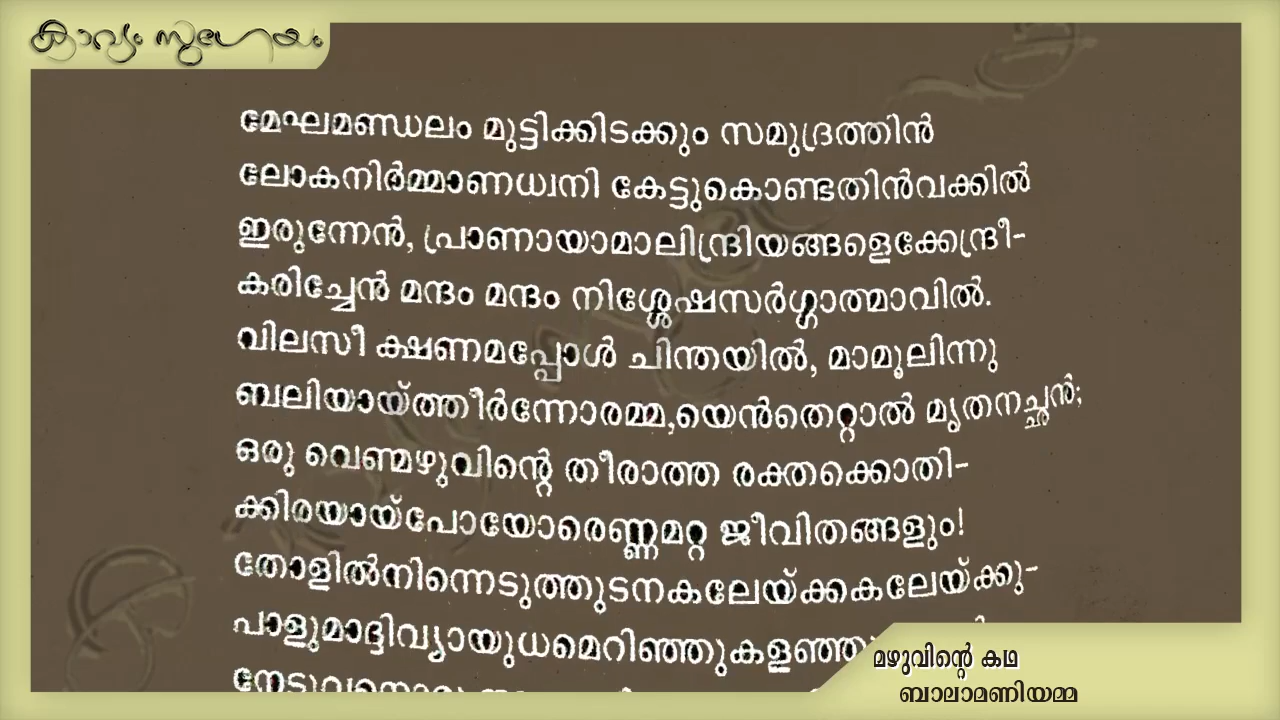 കാവ്യം സുഗേയം
മേഘമണ്ഡലം മുട്ടിക്കിടക്കും സമുദ്രത്തിൻ
ലോകനിർമ്മാണധ്വനി കേട്ടുകൊണ്ടതിൻവക്കിൽ
ഇരുന്നേൻ, പ്രാണായാമാലിന്ദ്രിയങ്ങളെക്കേന്ദ്രീ-
കരിച്ചേൻ മന്ദം മന്ദം നിശ്ശേഷസർഗ്ഗാത്മാവിൽ.
വിലസീ ക്ഷണമപ്പോൾ ചിന്തയിൽ, മാമൂലിന്നു
ബലിയായ്ത്തീർന്നോരമ്മ,യെൻതെറ്റാൽ മൃതനച്ഛൻ;
ഒരു വെണ്മഴുവിന്റെ തീരാത്ത രക്തക്കൊതി-
ക്കിരയായ്പോയോരെണ്ണമറ്റ ജീവിതങ്ങളും!
തോളിൽനിന്നെടുത്തുടനകലേയ്ക്കകലേയ്ക്കു-
പാളുമാദ്ദിവ്യായുധമെറിഞ്ഞുകളഞ്ഞു
മഴുവിന്റെ കഥ
ബാലാമണിയമ്മ